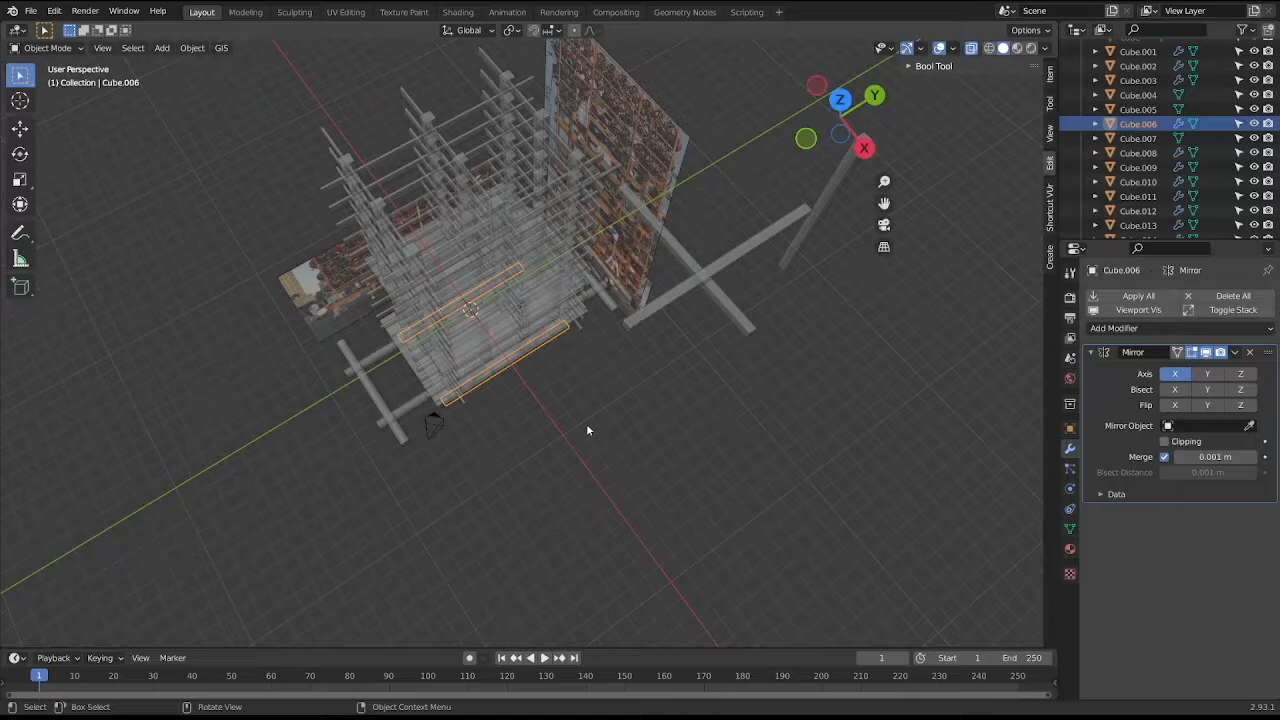 File Edit Render Window Help Layout Modeling Sculpting UV Editing Texture Paint Shading Animation Rendering Compositing Geometry Nodes Scripting Scene View Layer
Global Options
Object Mode View Select Add Object GIS
User Perspective
(1) Collection | Cube.006
Bool Tool
Z
Y
X
Item
Tool
View
Edit
Shortcut VUr
Create
Cube.001
Cube.002
Cube.003
Cube.004
Cube.005
Cube.006
Cube.007
Cube.008
Cube.009
Cube.010
Cube.011
Cube.012
Cube.013
Cube.006 Mirror
Apply All Delete All
Viewport Vis Toggle Stack
Add Modifier
Mirror
Axis X Y Z
Bisect X Y Z
Flip X Y Z
Mirror Object
Clipping
Merge 0.001 m
Bisect Distance 0.001 m
Data
Playback Keying View Marker 1 Start 1 End 250
1 10 20 30 40 50 60 70 80 90 100 110 120 130 140 150 160 170 180 190 200 210 220 230 240 250
Select Box Select Rotate View Object Context Menu 2.93.1